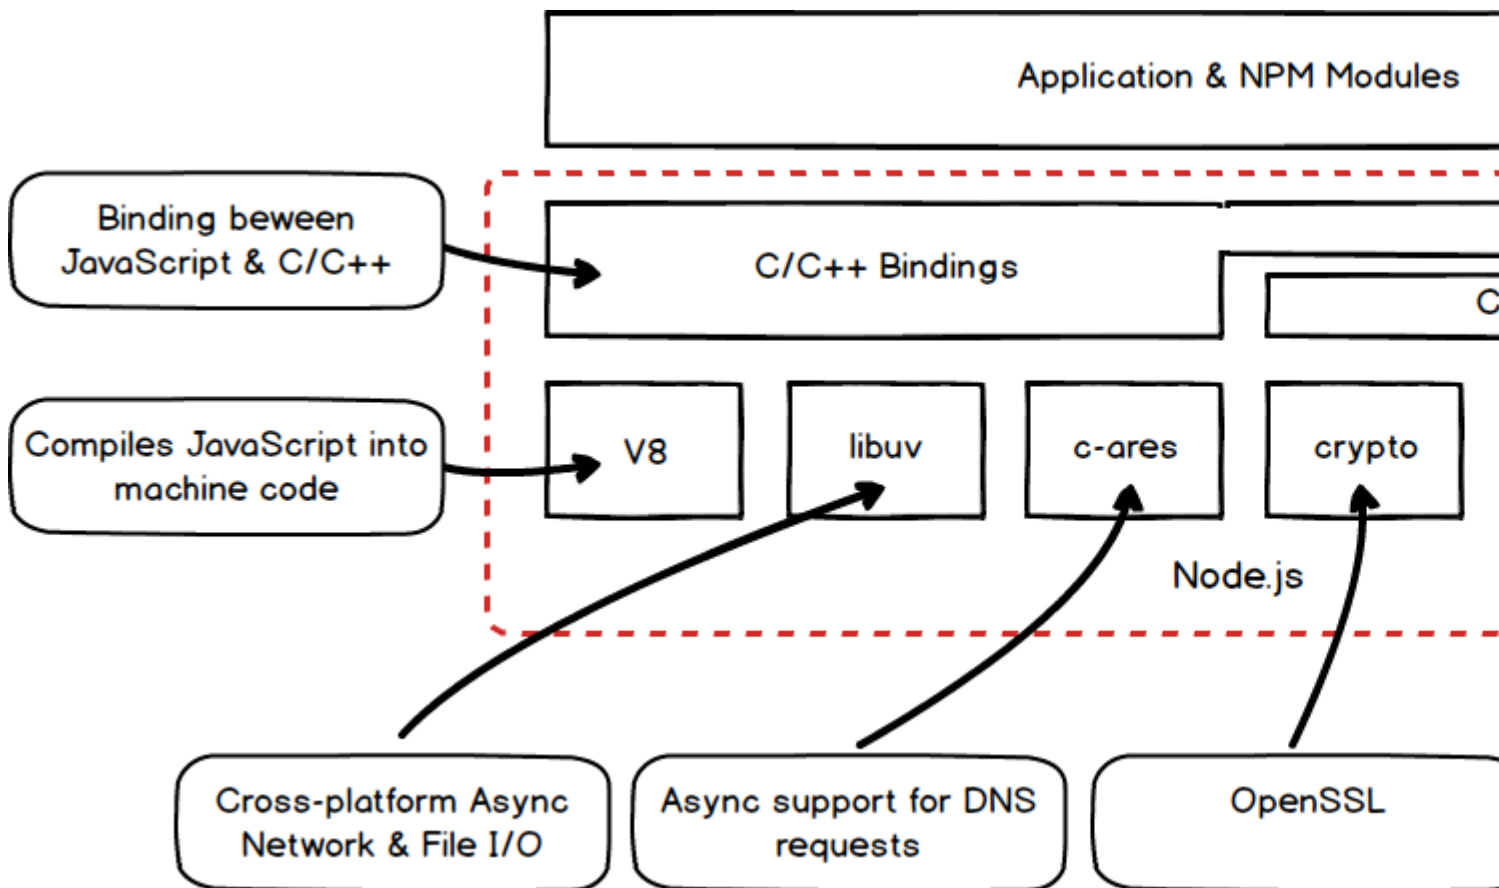 Application & NPM Modules
Binding beween
JavaScript & C/C++
C/C++ Bindings
C
Compiles JavaScript into
machine code
V8
libuv
c-ares
crypto
Node.js
Cross-platform Async
Network & File I/O
Async support for DNS
requests
OpenSSL